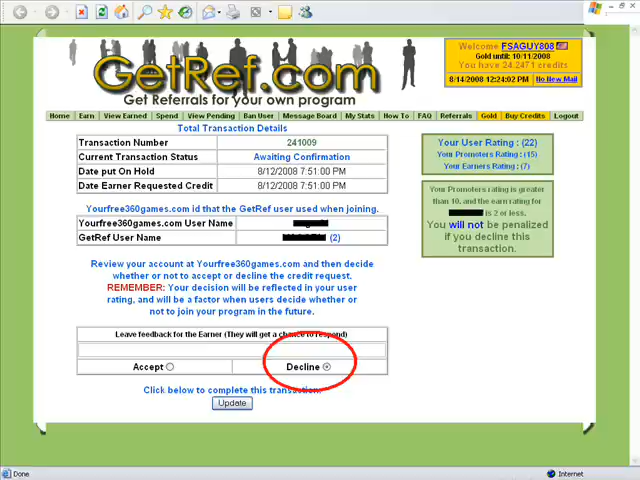 Welcome FSAGUY808
Gold until: 10/11/2008
You have 24.2471 credits
8/14/2008 12:24:02 PM No New Mail
GetRef.com
Get Referrals for your own program
Home Earn View Earned Spend View Pending Ban User Message Board My Stats How To FAQ Referrals Gold Buy Credits Logout
Total Transaction Details
Transaction Number 241009
Current Transaction Status Awaiting Confirmation
Date put On Hold 8/12/2008 7:51:00 PM
Date Earner Requested Credit 8/12/2008 7:51:00 PM
Yourfree360games.com id that the GetRef user used when joining.
Yourfree360games.com User Name
GetRef User Name (2)
Review your account at Yourfree360games.com and then decide
whether or not to accept or decline the credit request.
REMEMBER: Your decision will be reflected in your user
rating, and will be a factor when users decide whether or
not to join your program in the future.
Leave feedback for the Earner (They will get a chance to respond)
Accept Decline
Click below to complete this transaction.
Update
Your User Rating : (22)
Your Promoters Rating : (15)
Your Earners Rating : (7)
Your Promoters rating is greater
than 10, and the earn rating for
is 2 or less.
You will not be penalized
if you decline this
transaction.
Done Internet